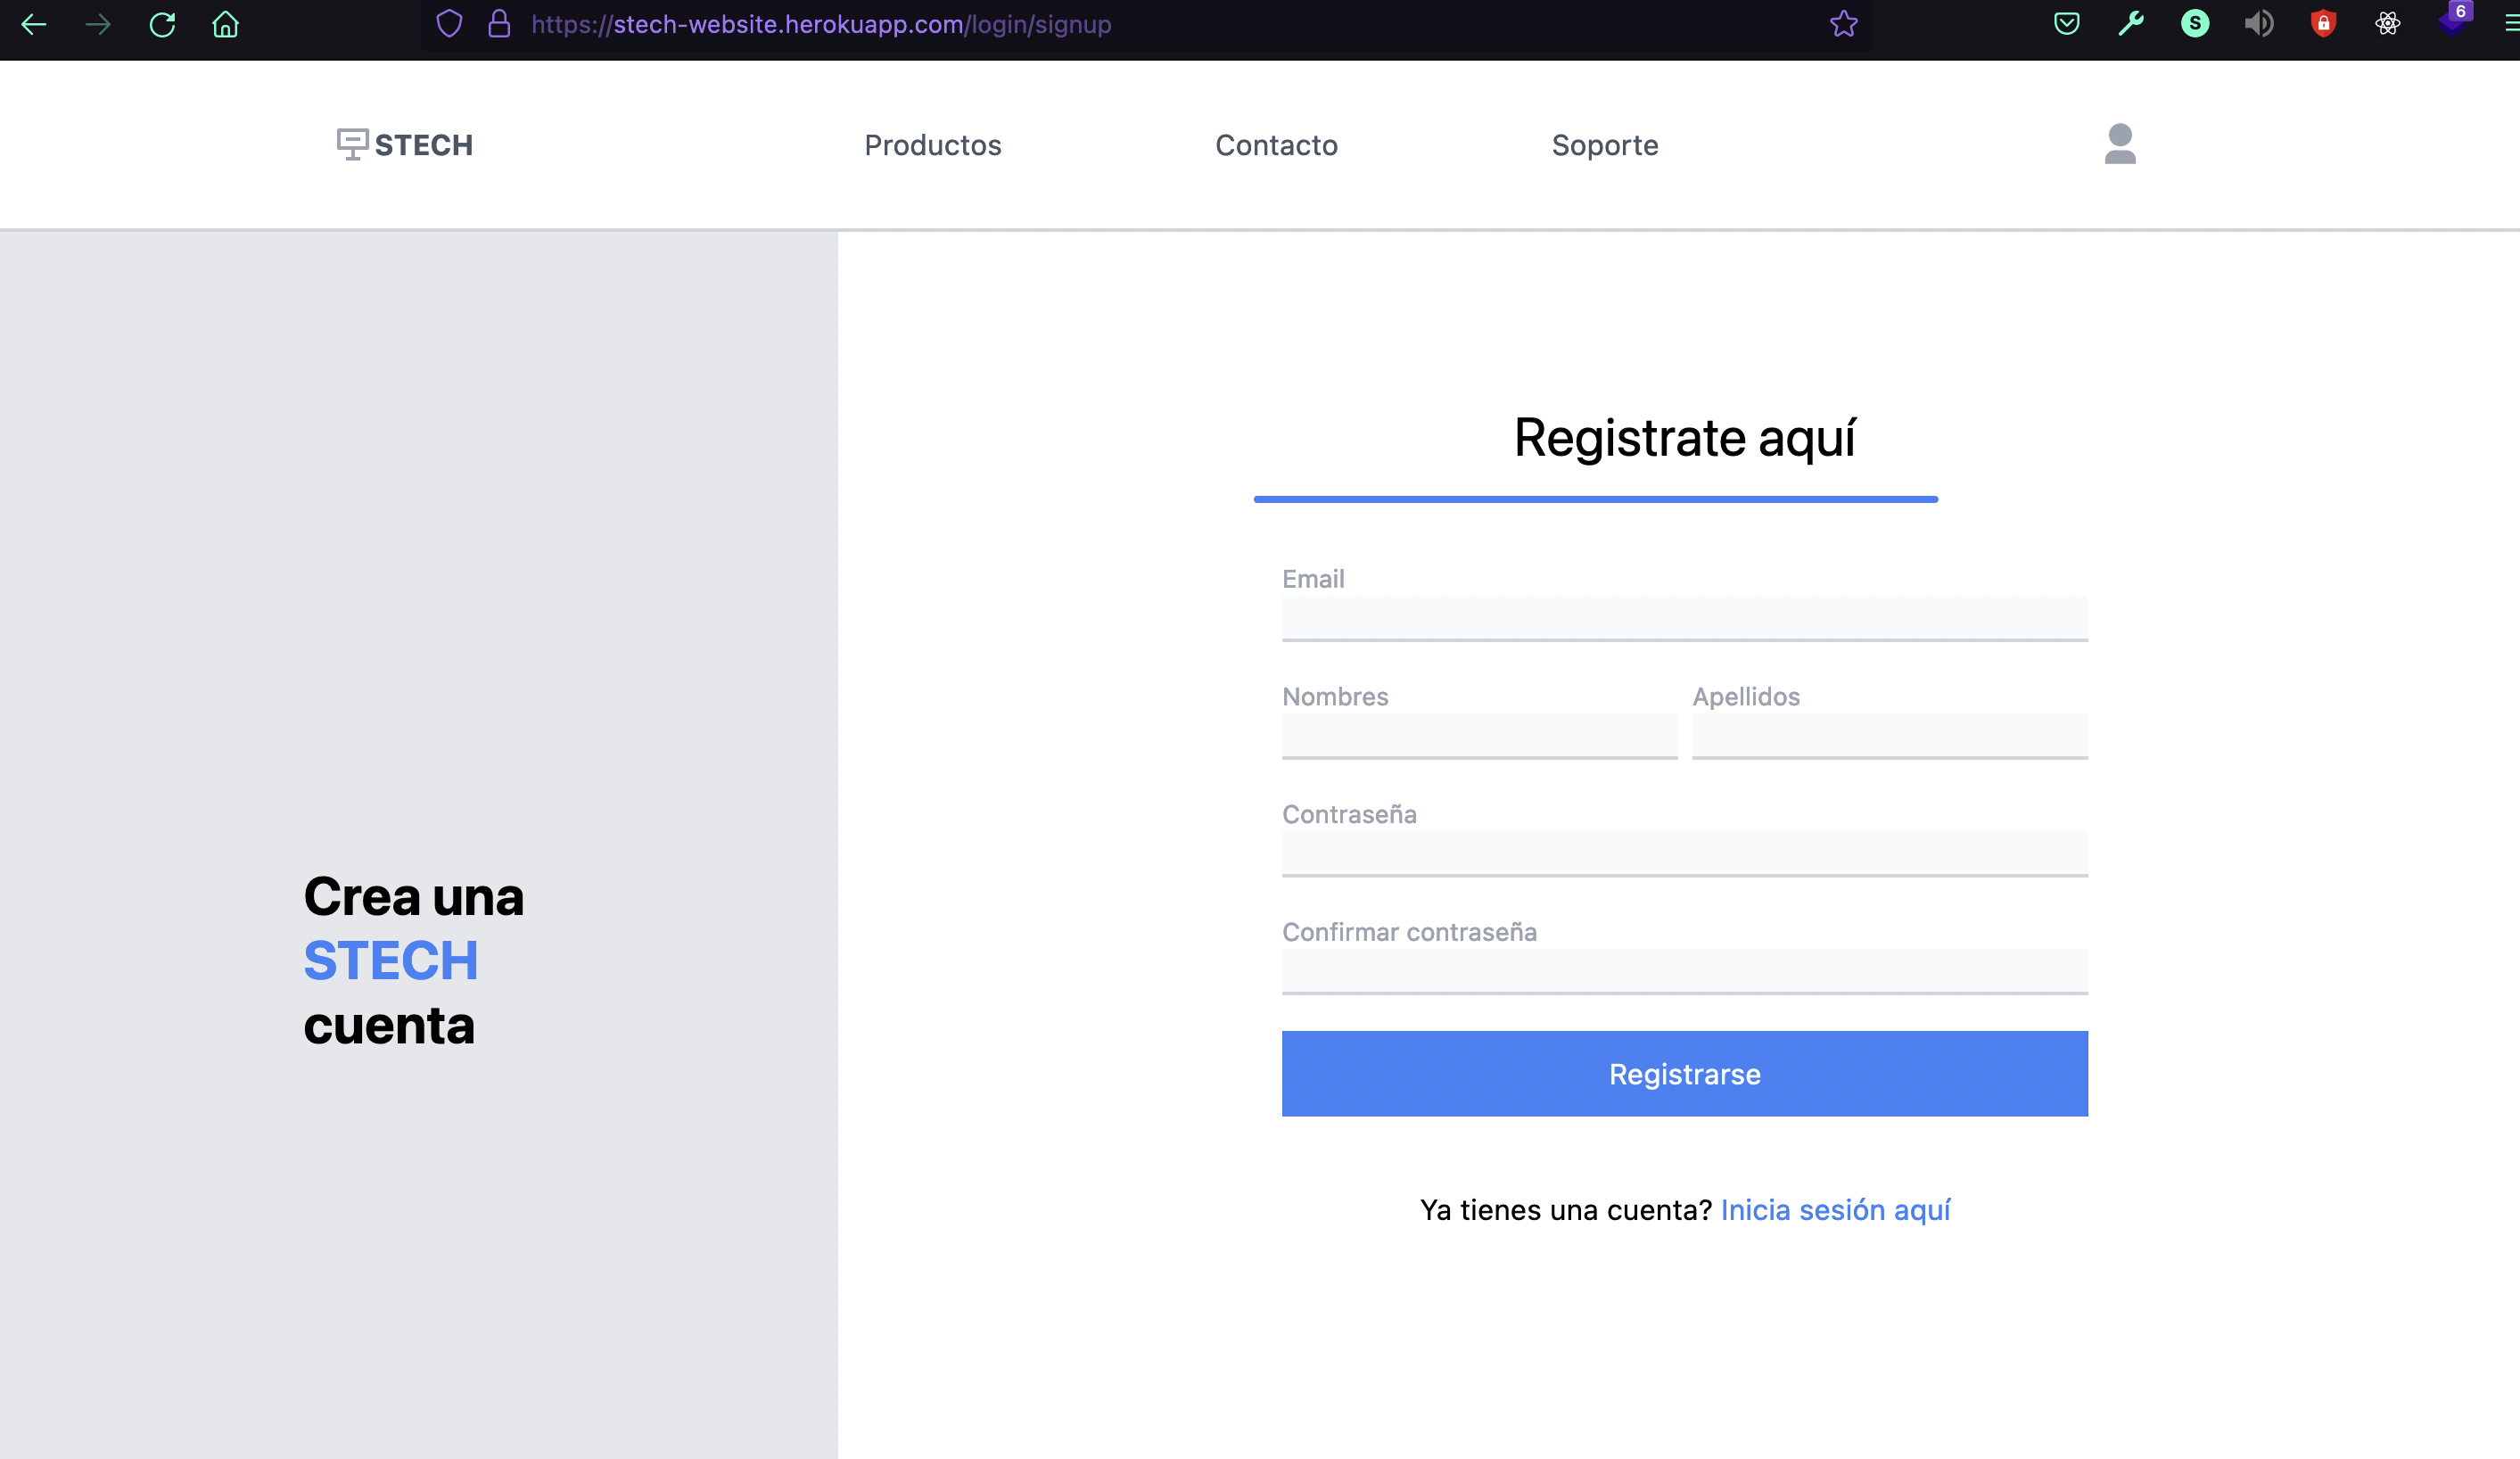 https://stech-website.herokuapp.com/login/signup
S
6
STECH
Productos
Contacto
Soporte
Crea una
STECH
cuenta
Registrate aquí
Email
Nombres
Apellidos
Contraseña
Confirmar contraseña
Registrarse
Ya tienes una cuenta? Inicia sesión aquí